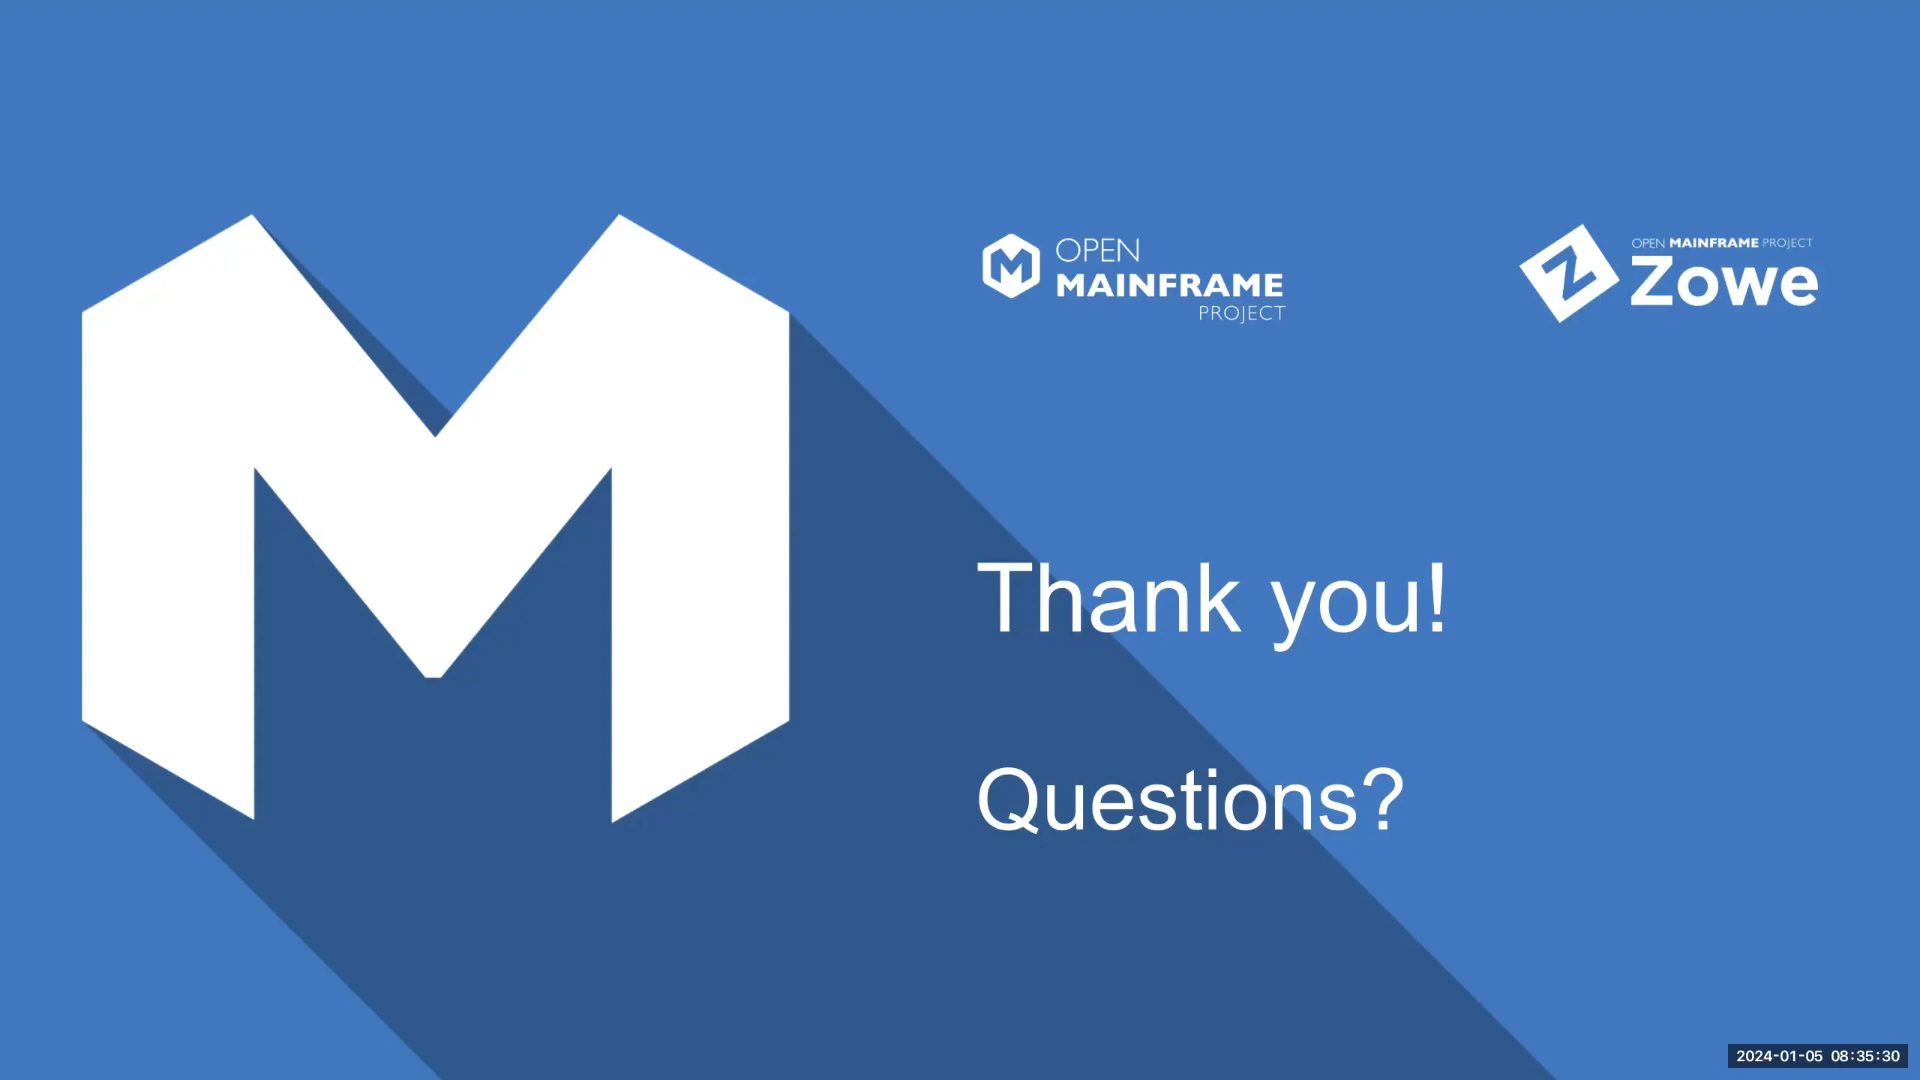 OPEN
MAINFRAME
PROJECT
OPEN MAINFRAME PROJECT
Zowe
Thank you!
Questions?
2024-01-05 08:35:30